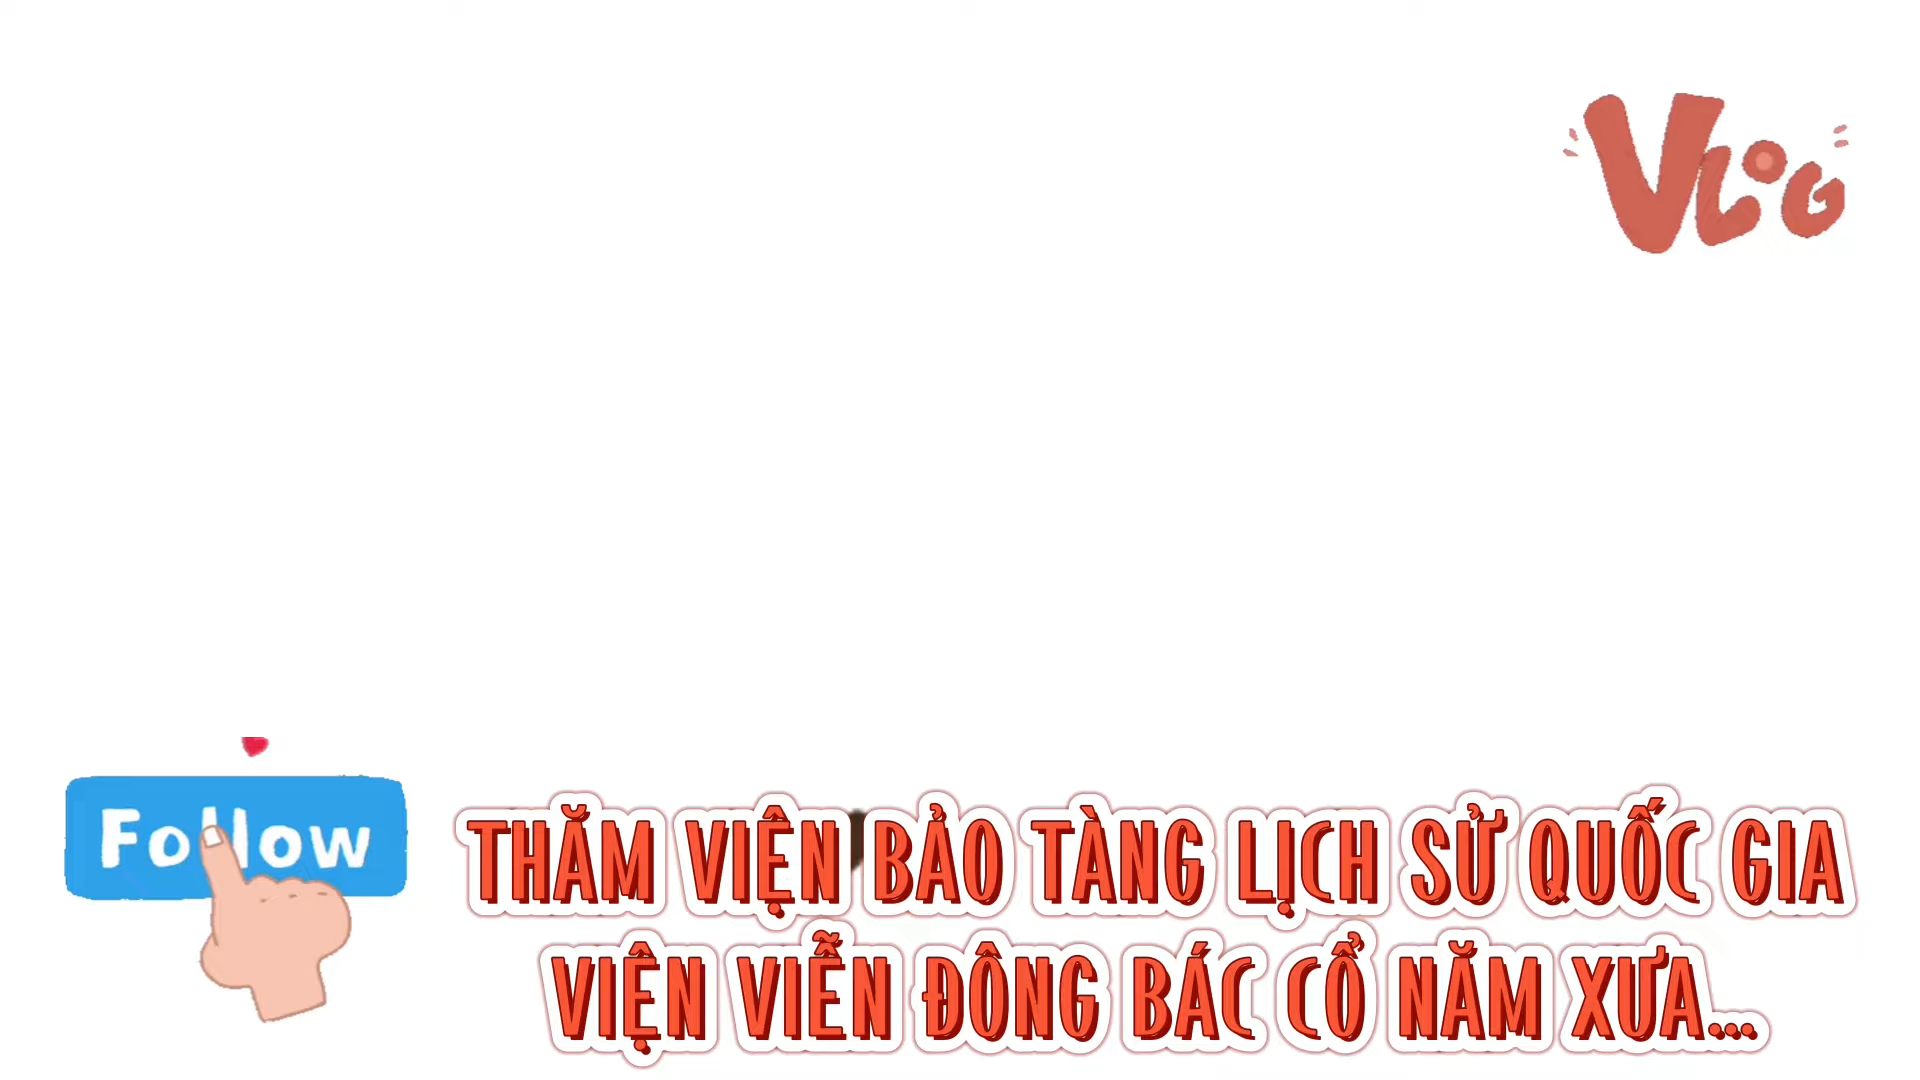 VLOG
Follow
THĂM VIỆN BẢO TÀNG LỊCH SỬ QUỐC GIA
VIỆN VIỄN ĐÔNG BÁC CỔ NĂM XƯA...